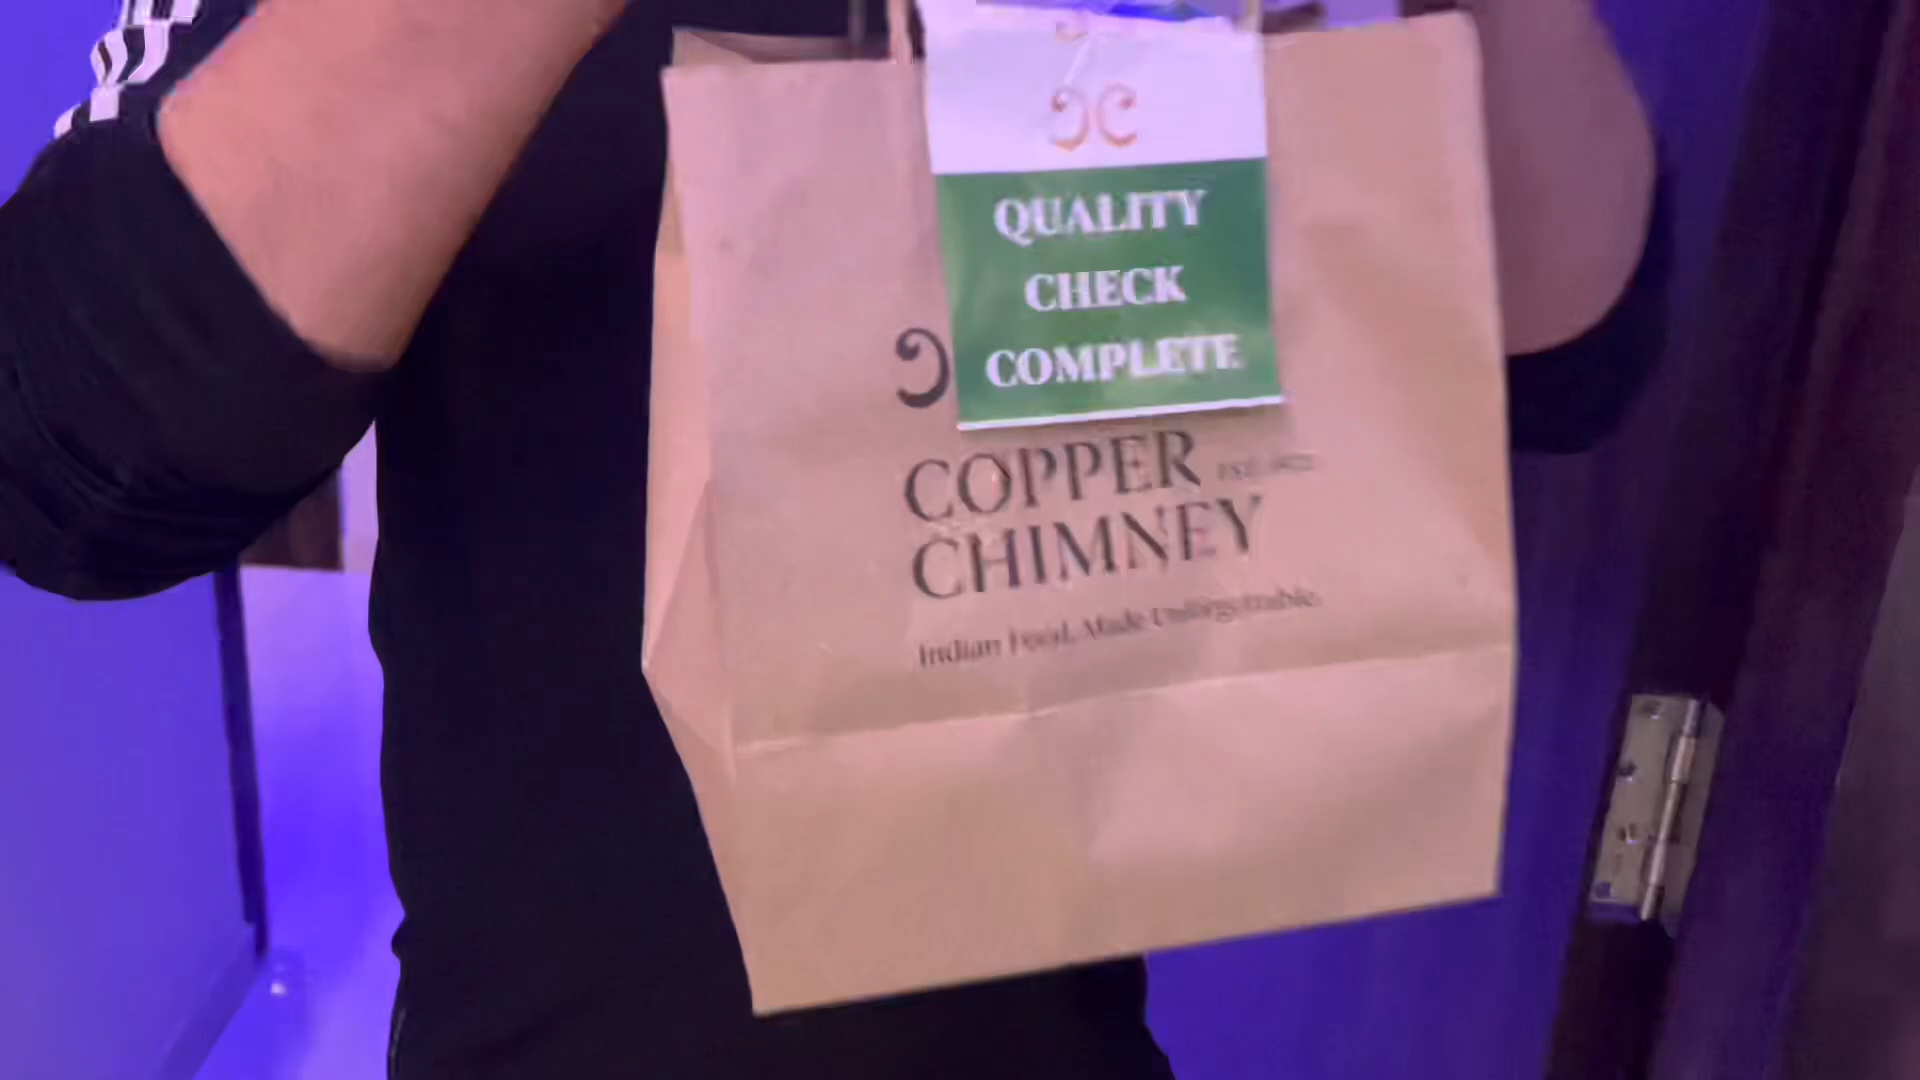 QUALITY
CHECK
COMPLETE
COPPER
CHIMNEY
Indian Food, Made Unforgettable.